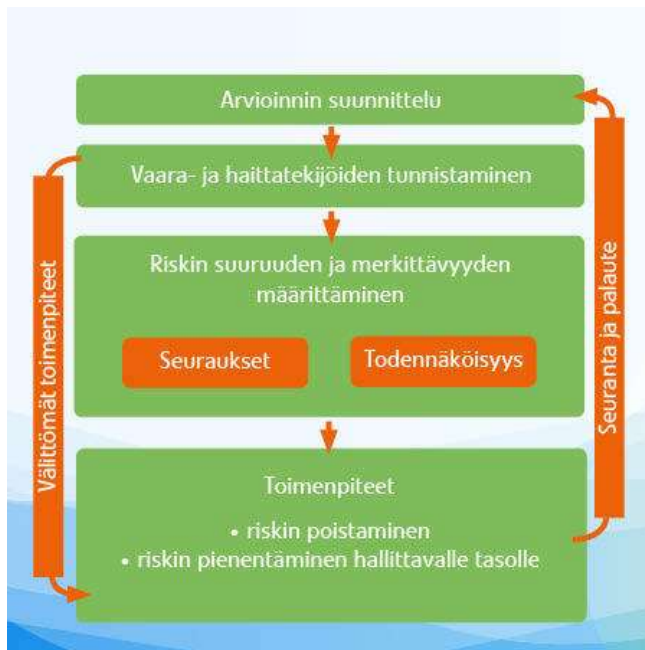 Arvioinnin suunnittelu
Vaara- ja haittatekijöiden tunnistaminen
Riskin suuruuden ja merkittävyyden
määrittäminen
Seuraukset
Todennäköisyys
Toimenpiteet
• riskin poistaminen
• riskin pienentäminen hallittavalle tasolle
Välittömät toimenpiteet
Seuranta ja palaute